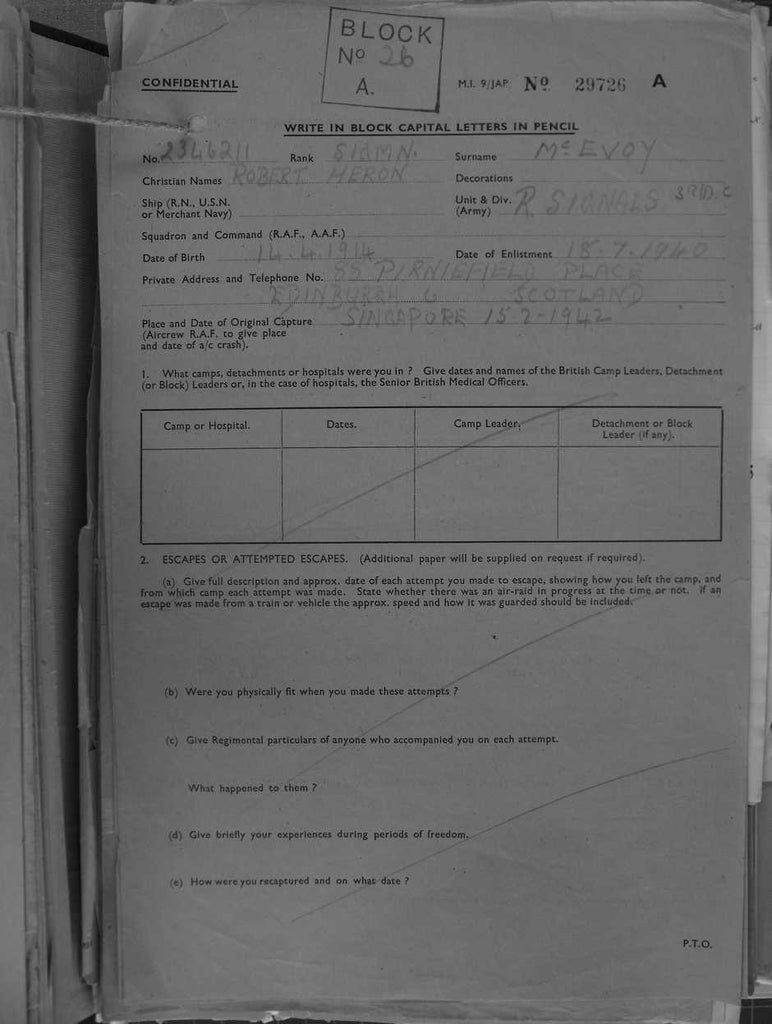 BLOCK
Nº 26
A.
CONFIDENTIAL
M.I. 9/JAP. Nº 29726 A
WRITE IN BLOCK CAPITAL LETTERS IN PENCIL
No. 2346211 Rank SIGMN. Surname McEVOY
Christian Names ROBERT HERON Decorations
Ship (R.N., U.S.N. or Merchant Navy)
Unit & Div. (Army) R SIGNALS
Squadron and Command (R.A.F., A.A.F.)
Date of Birth 14.4.1914 Date of Enlistment 18-7-1940
Private Address and Telephone No. PIRNIEFIELD PLACE
EDINBURGH 6 SCOTLAND
Place and Date of Original Capture SINGAPORE 15-2-1942
(Aircrew R.A.F. to give place
and date of a/c crash).
1. What camps, detachments or hospitals were you in ? Give dates and names of the British Camp Leaders, Detachment
(or Block) Leaders or, in the case of hospitals, the Senior British Medical Officers.
Camp or Hospital. Dates. Camp Leader. Detachment or Block
Leader (if any).
2. ESCAPES OR ATTEMPTED ESCAPES. (Additional paper will be supplied on request if required).
(a) Give full description and approx. date of each attempt you made to escape, showing how you left the camp, and
from which camp each attempt was made. State whether there was an air-raid in progress at the time or not. If an
escape was made from a train or vehicle the approx. speed and how it was guarded should be included.
(b) Were you physically fit when you made these attempts ?
(c) Give Regimental particulars of anyone who accompanied you on each attempt.
What happened to them ?
(d) Give briefly your experiences during periods of freedom.
(e) How were you recaptured and on what date ?
P.T.O.